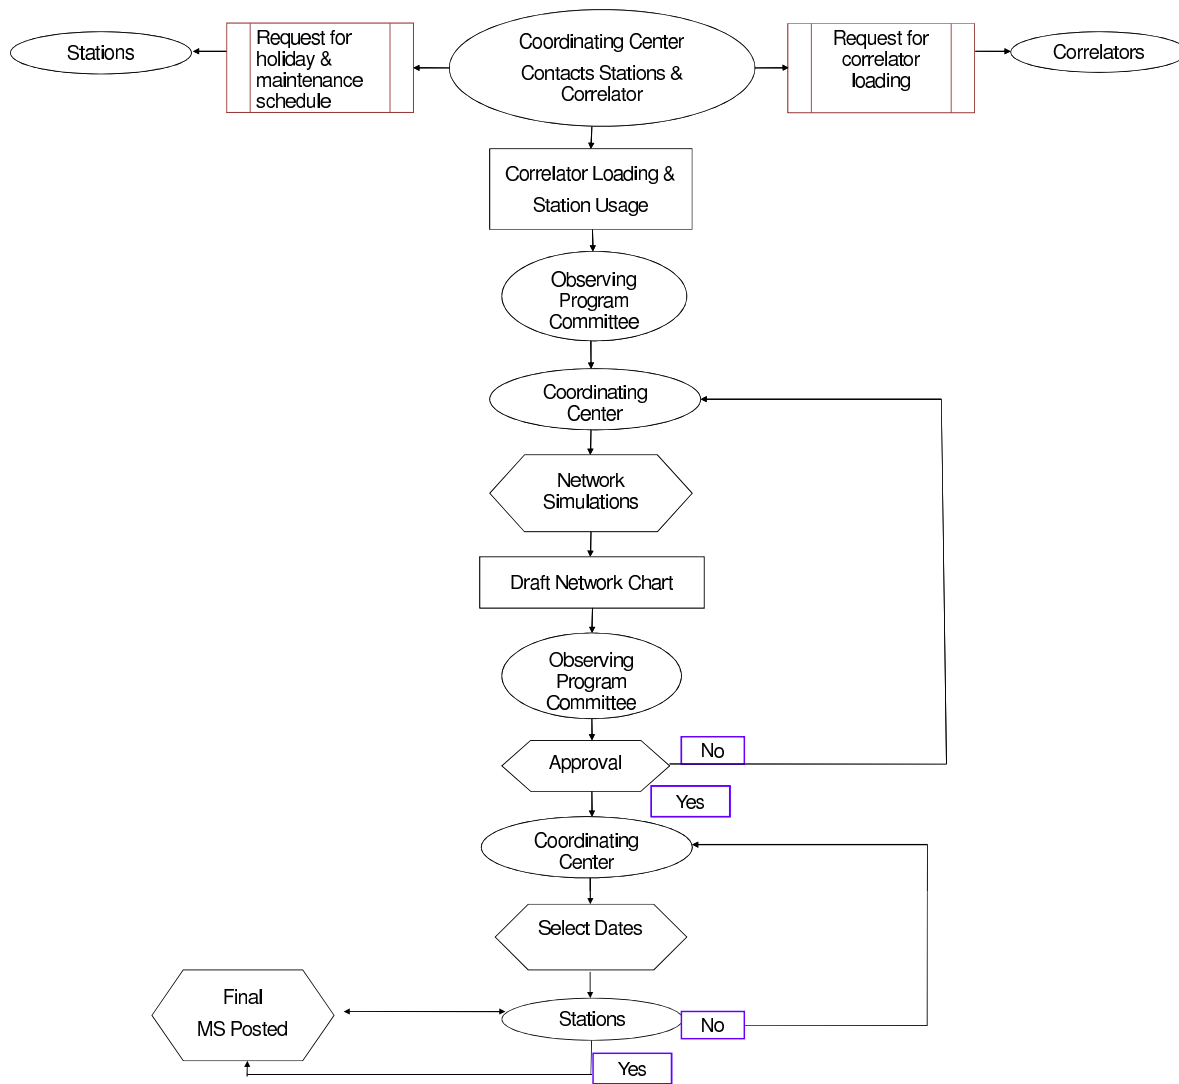 Stations
Request for
holiday &
maintenance
schedule
Coordinating Center
Contacts Stations &
Correlator
Request for
correlator
loading
Correlators
Correlator Loading &
Station Usage
Observing
Program
Committee
Coordinating
Center
Network
Simulations
Draft Network Chart
Observing
Program
Committee
Approval
No
Yes
Coordinating
Center
Select Dates
Final
MS Posted
Stations
No
Yes